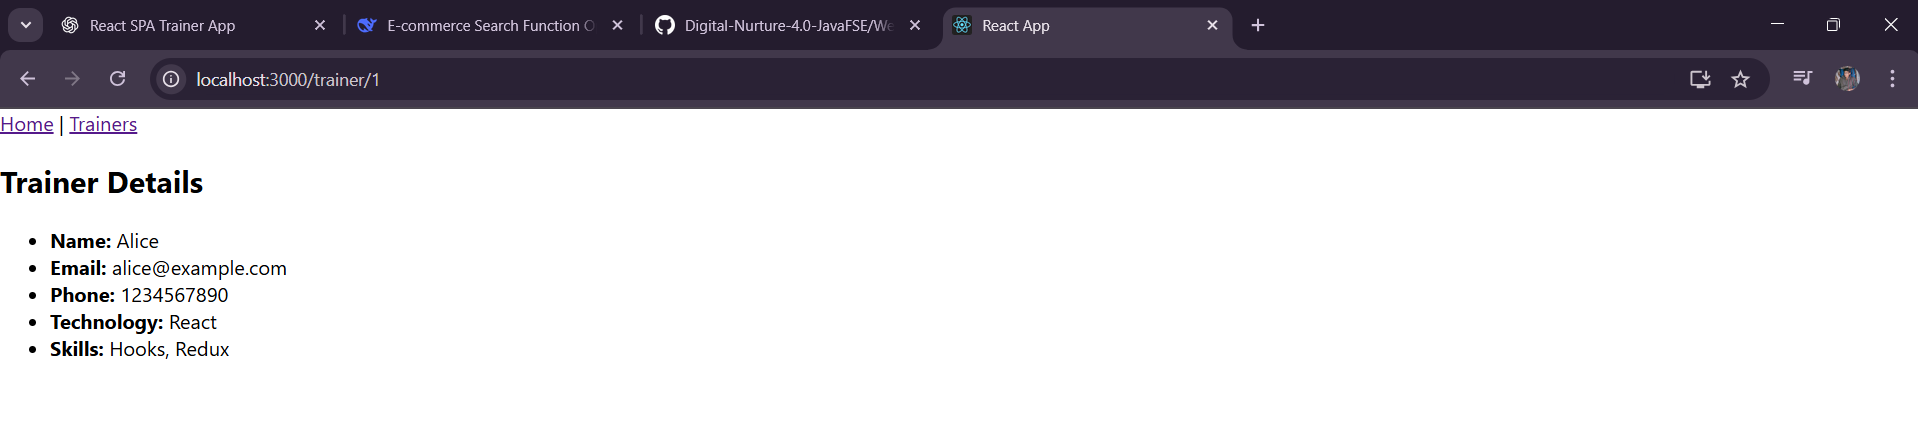 React SPA Trainer App
E-commerce Search Function O
Digital-Nurture-4.0-JavaFSE/We
React App
localhost:3000/trainer/1
Home | Trainers
Trainer Details
• Name: Alice
• Email: alice@example.com
• Phone: 1234567890
• Technology: React
• Skills: Hooks, Redux